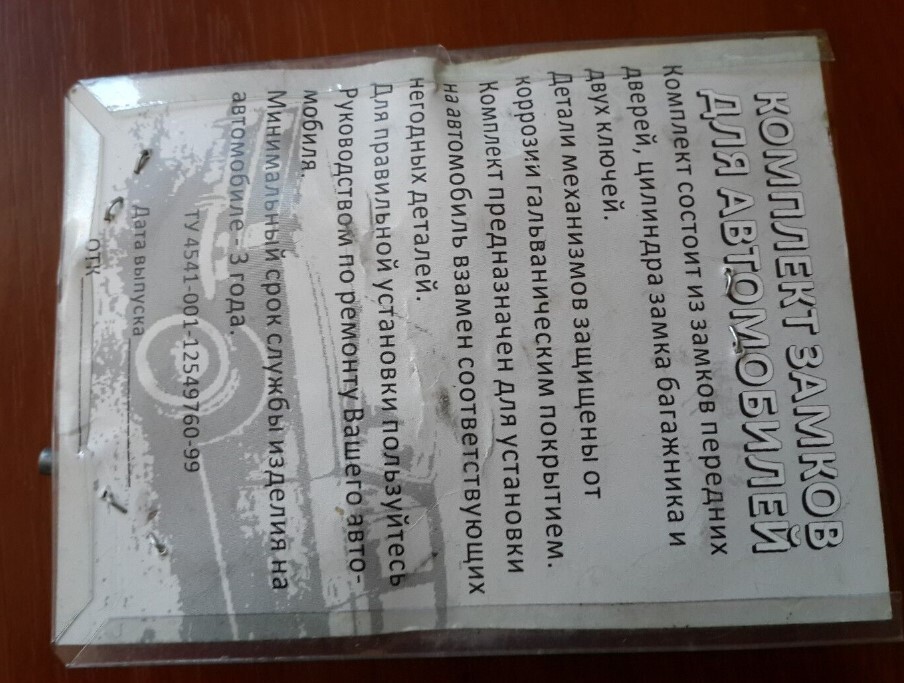 КОМПЛЕКТ ЗАМКОВ
ДЛЯ АВТОМОБИЛЕЙ
Комплект состоит из замков передних
дверей, цилиндра замка багажника и
двух ключей.
Детали механизмов защищены от
коррозии гальваническим покрытием.
Комплект предназначен для установки
на автомобиль взамен соответствующих
негодных деталей.
Для правильной установки пользуйтесь
Руководством по ремонту Вашего авто-
мобиля.
Минимальный срок службы изделия на
автомобиле - 3 года.
ТУ 4541-001-12549760-99
Дата выпуска
ОТК